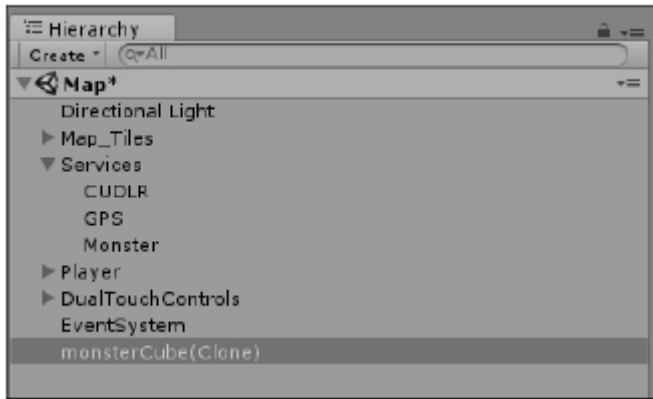 Hierarchy
Create All
Map*
Directional Light
Map_Tiles
Services
CUDLR
GPS
Monster
Player
DualTouchControls
EventSystem
monsterCube(Clone)